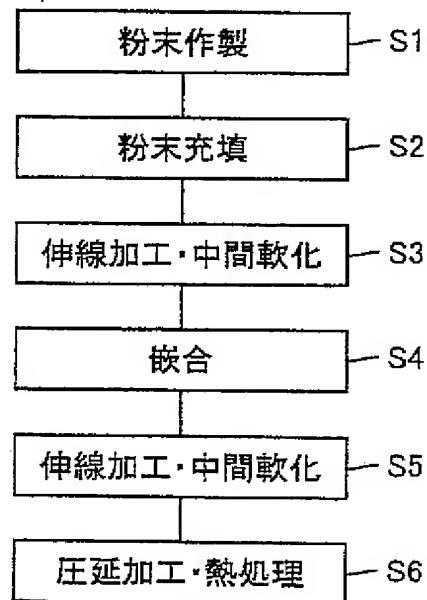 粉末作製 S1
粉末充填 S2
伸線加工・中間軟化 S3
嵌合 S4
伸線加工・中間軟化 S5
圧延加工・熱処理 S6